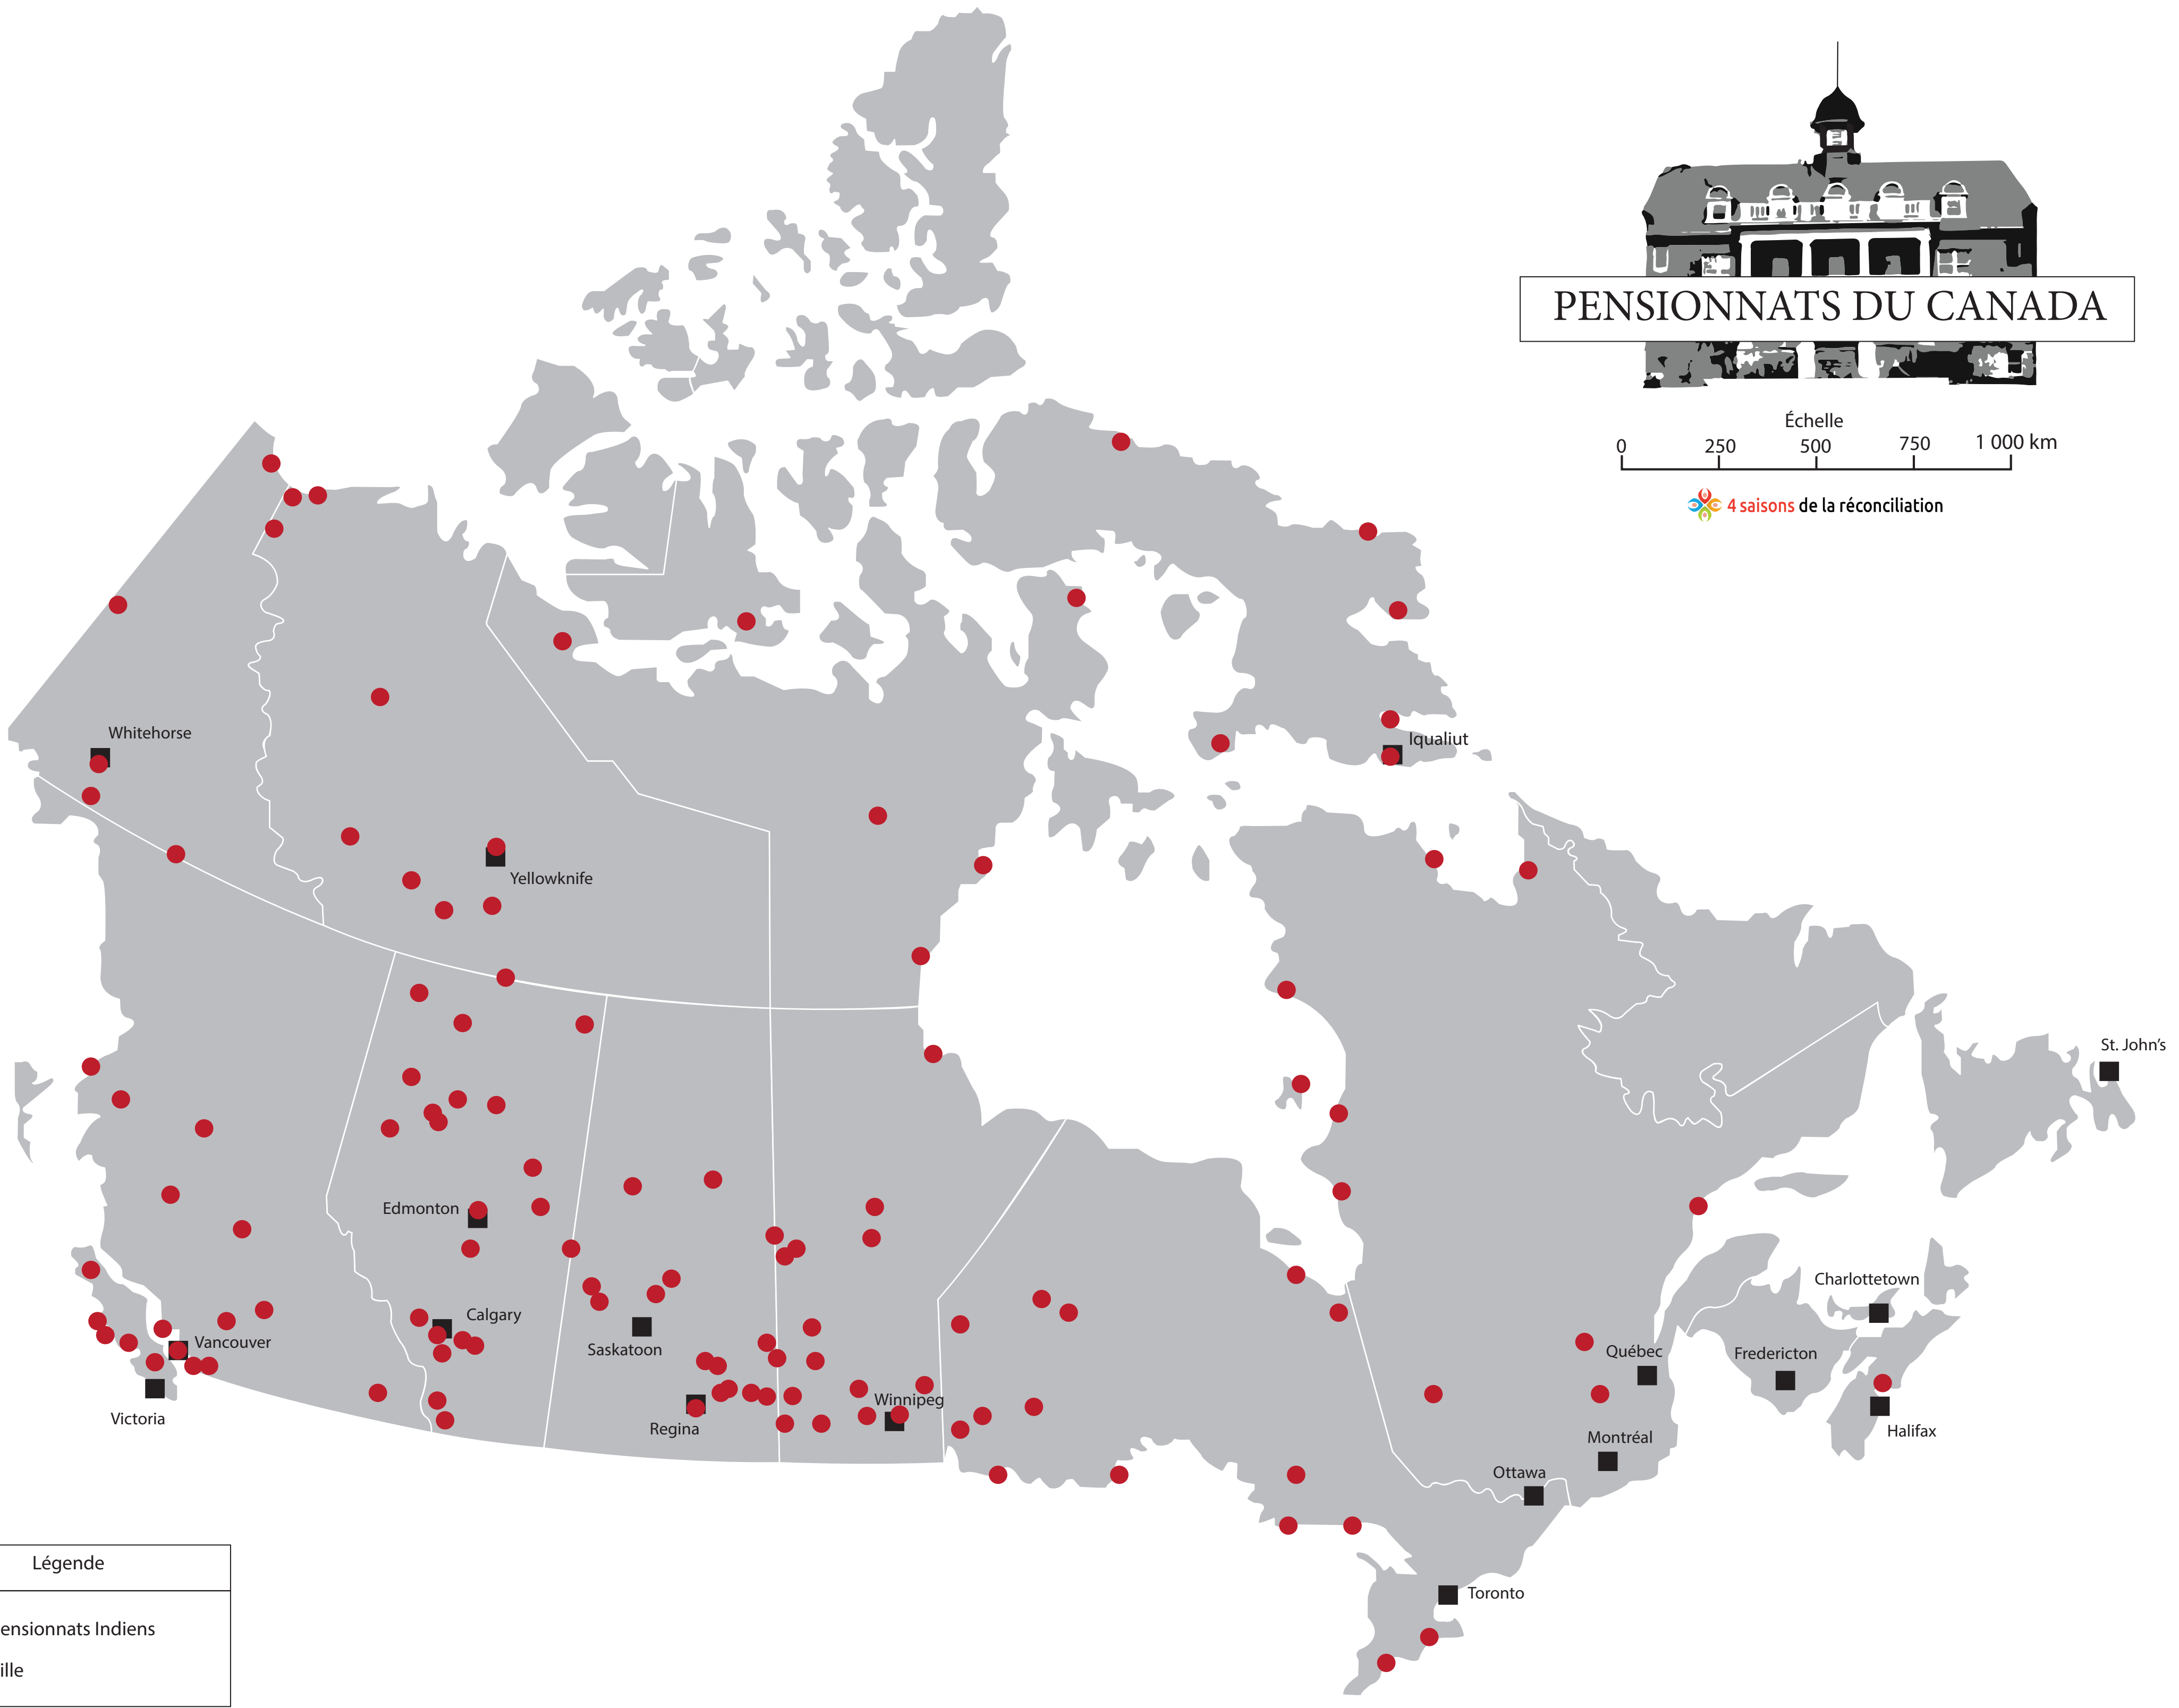 PENSIONNATS DU CANADA
Échelle
0 250 500 750 1 000 km
4 saisons de la réconciliation
Whitehorse
Iqualiut
Yellowknife
St. John's
Edmonton
Charlottetown
Calgary
Vancouver
Saskatoon
Québec
Fredericton
Winnipeg
Victoria
Regina
Halifax
Montréal
Ottawa
Légende
Toronto
ensionnats Indiens
ille